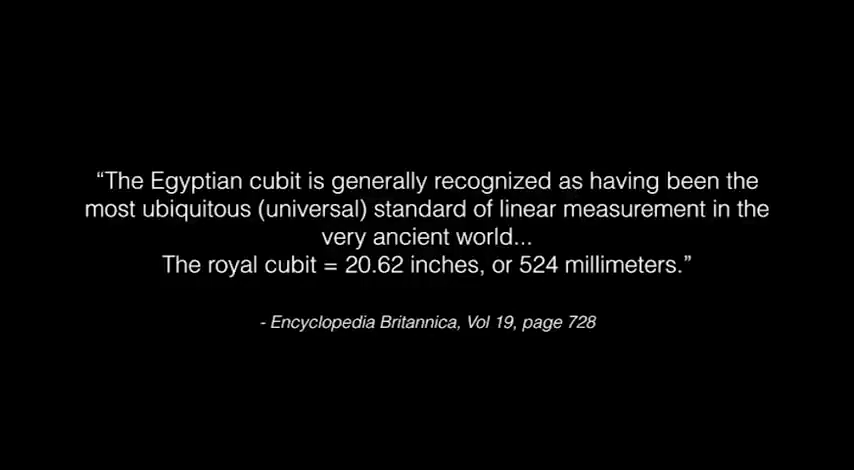 “The Egyptian cubit is generally recognized as having been the
most ubiquitous (universal) standard of linear measurement in the
very ancient world...
The royal cubit = 20.62 inches, or 524 millimeters.”
- Encyclopedia Britannica, Vol 19, page 728